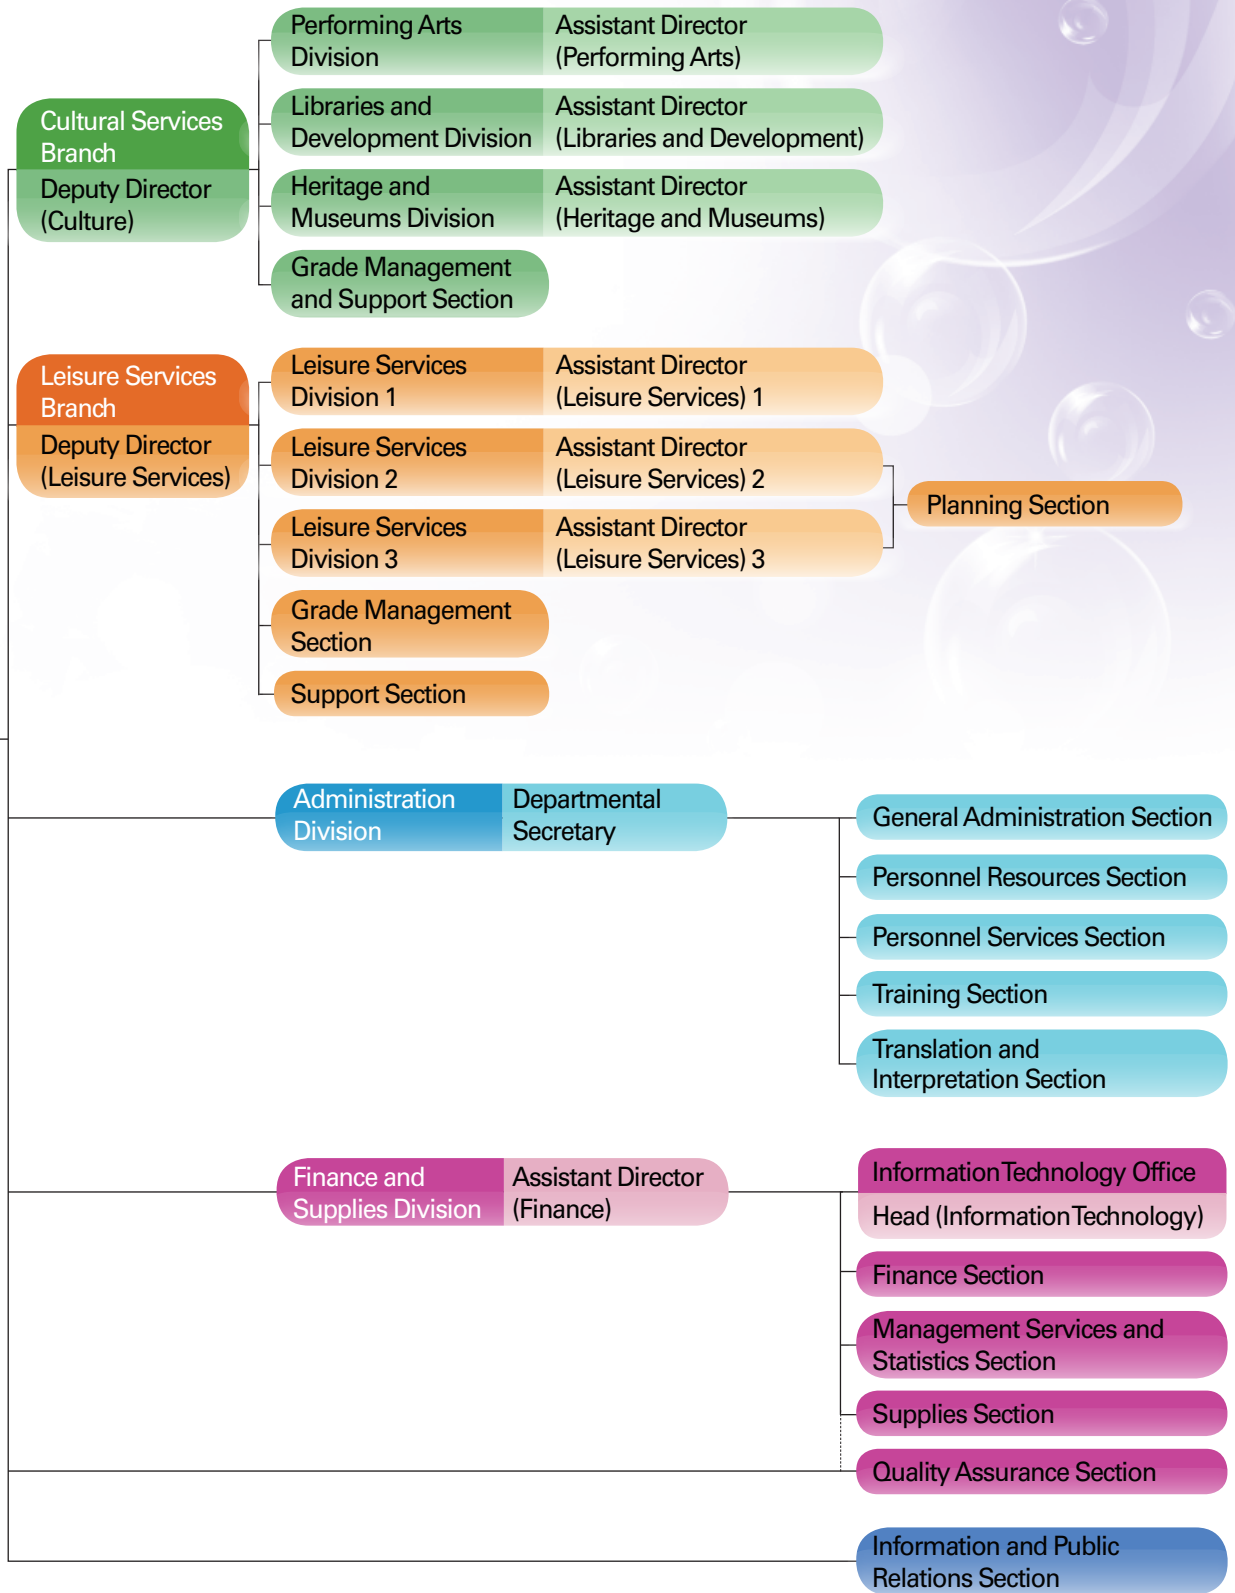 Cultural Services
Branch
Deputy Director
(Culture)
Performing Arts
Division
Assistant Director
(Performing Arts)
Libraries and
Development Division
Assistant Director
(Libraries and Development)
Heritage and
Museums Division
Assistant Director
(Heritage and Museums)
Grade Management
and Support Section
Leisure Services
Branch
Deputy Director
(Leisure Services)
Leisure Services
Division 1
Assistant Director
(Leisure Services) 1
Leisure Services
Division 2
Assistant Director
(Leisure Services) 2
Leisure Services
Division 3
Assistant Director
(Leisure Services) 3
Planning Section
Grade Management
Section
Support Section
Administration
Division
Departmental
Secretary
General Administration Section
Personnel Resources Section
Personnel Services Section
Training Section
Translation and
Interpretation Section
Finance and
Supplies Division
Assistant Director
(Finance)
Information Technology Office
Head (Information Technology)
Finance Section
Management Services and
Statistics Section
Supplies Section
Quality Assurance Section
Information and Public
Relations Section